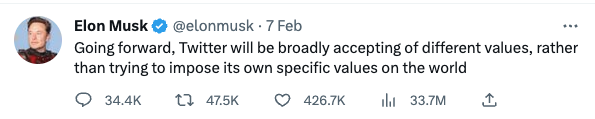 Elon Musk @elonmusk · 7 Feb
Going forward, Twitter will be broadly accepting of different values, rather
than trying to impose its own specific values on the world
34.4K 47.5K 426.7K 33.7M